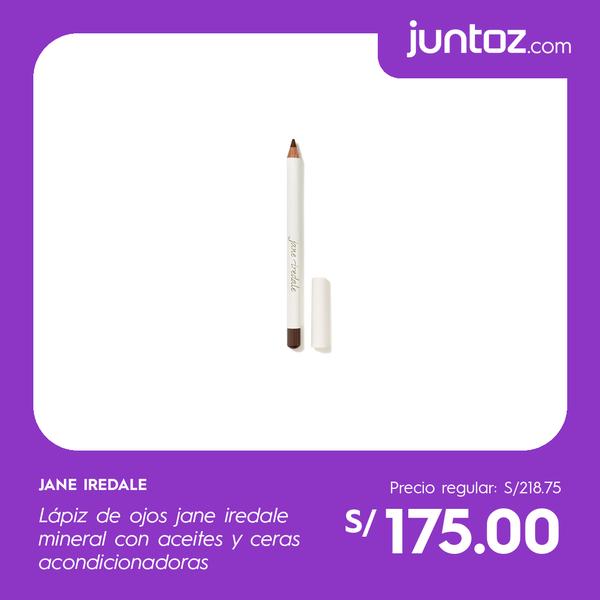 juntoz.com
jane iredale
JANE IREDALE
Lápiz de ojos jane iredale
mineral con aceites y ceras
acondicionadoras
Precio regular: S/218.75
S/175.00